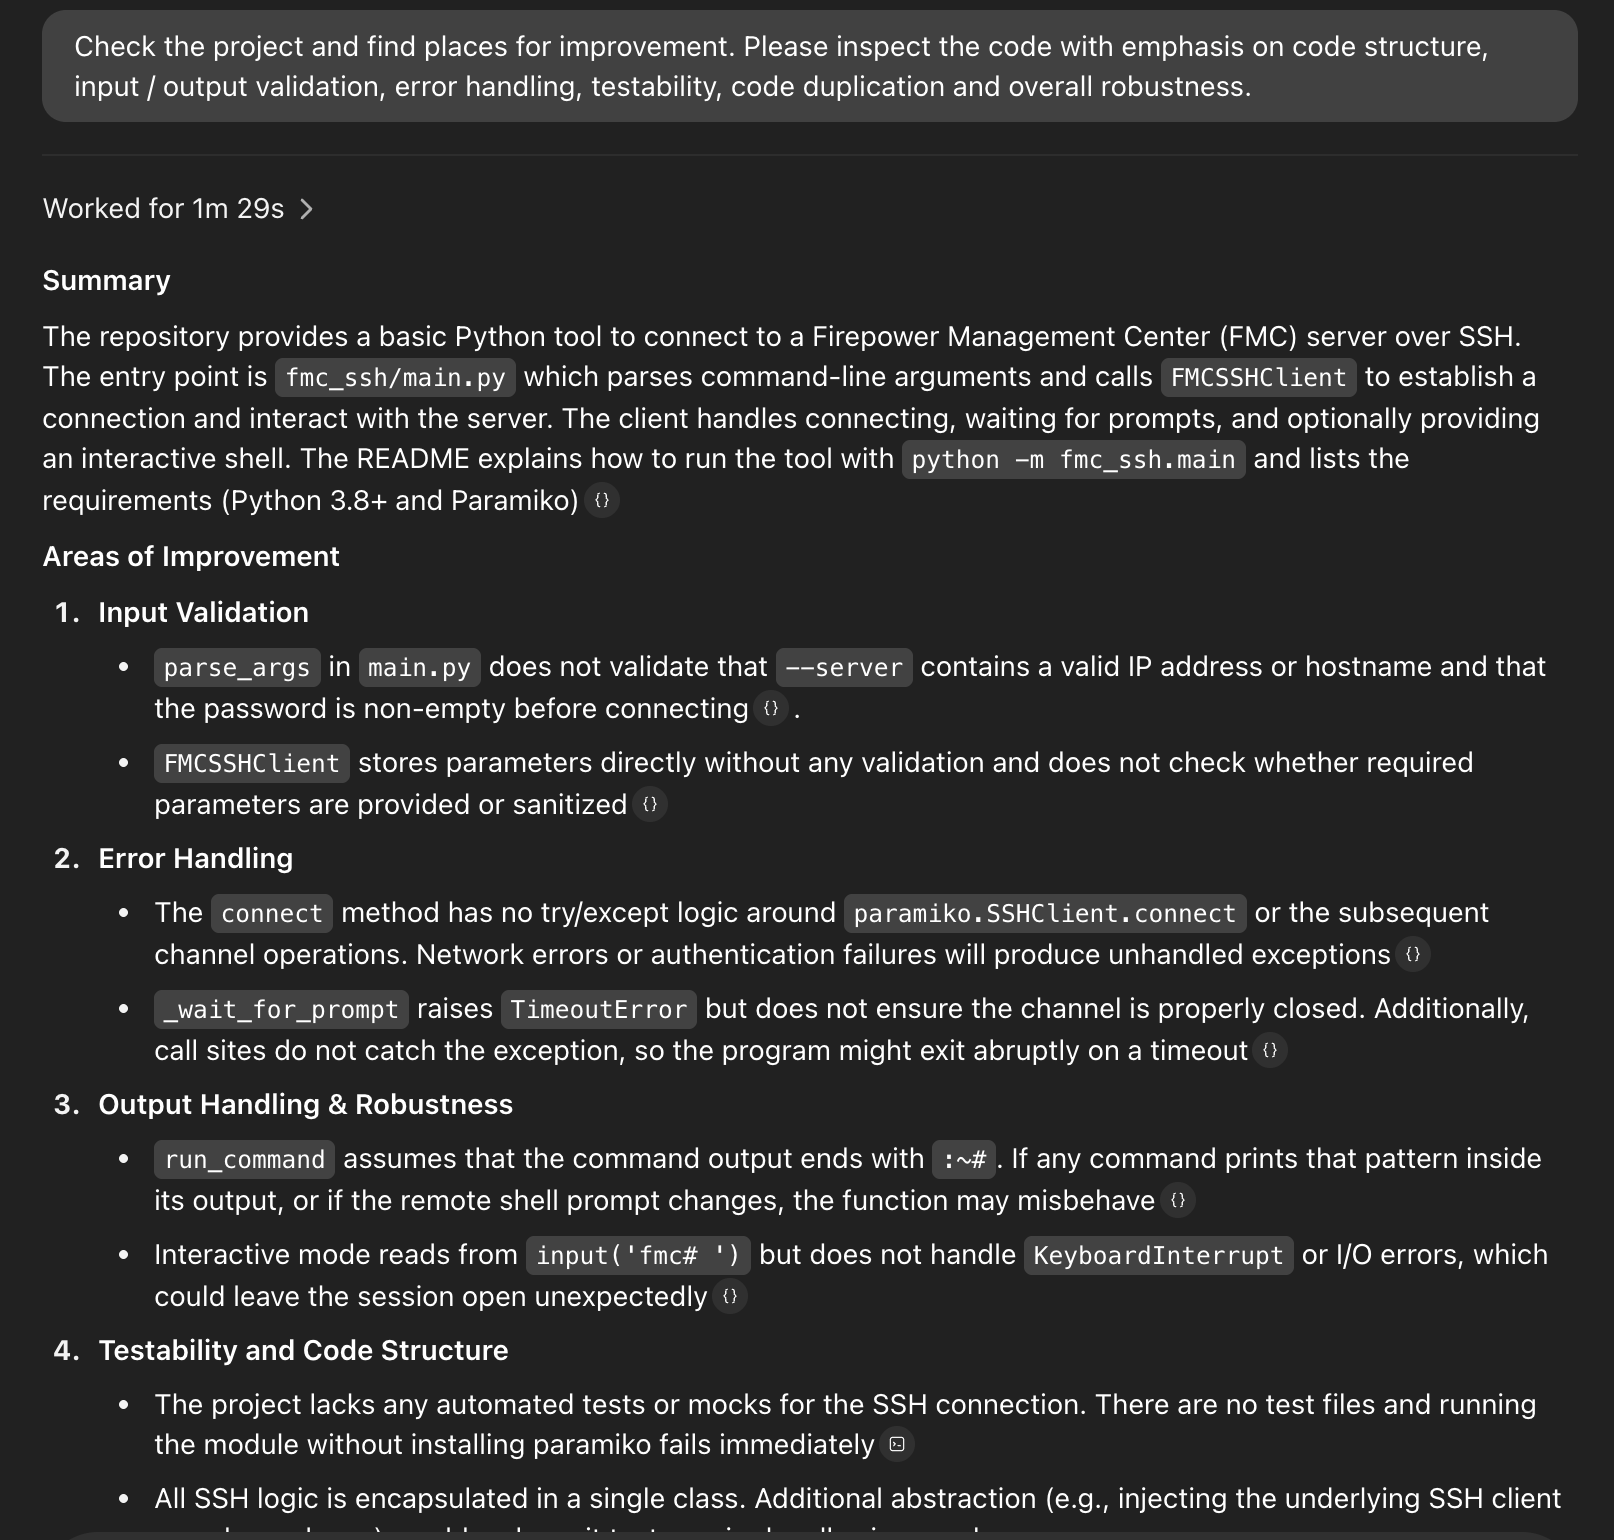 Check the project and find places for improvement. Please inspect the code with emphasis on code structure,
input / output validation, error handling, testability, code duplication and overall robustness.
Worked for 1m 29s
Summary
The repository provides a basic Python tool to connect to a Firepower Management Center (FMC) server over SSH.
The entry point is fmc_ssh/main.py which parses command-line arguments and calls FMCSSHClient to establish a
connection and interact with the server. The client handles connecting, waiting for prompts, and optionally providing
an interactive shell. The README explains how to run the tool with python -m fmc_ssh.main and lists the
requirements (Python 3.8+ and Paramiko) {}
Areas of Improvement
1. Input Validation
• parse_args in main.py does not validate that --server contains a valid IP address or hostname and that
the password is non-empty before connecting {} .
• FMCSSHClient stores parameters directly without any validation and does not check whether required
parameters are provided or sanitized {}
2. Error Handling
• The connect method has no try/except logic around paramiko.SSHClient.connect or the subsequent
channel operations. Network errors or authentication failures will produce unhandled exceptions {}
• _wait_for_prompt raises TimeoutError but does not ensure the channel is properly closed. Additionally,
call sites do not catch the exception, so the program might exit abruptly on a timeout {}
3. Output Handling & Robustness
• run_command assumes that the command output ends with :~# . If any command prints that pattern inside
its output, or if the remote shell prompt changes, the function may misbehave {}
• Interactive mode reads from input('fmc# ') but does not handle KeyboardInterrupt or I/O errors, which
could leave the session open unexpectedly {}
4. Testability and Code Structure
• The project lacks any automated tests or mocks for the SSH connection. There are no test files and running
the module without installing paramiko fails immediately
• All SSH logic is encapsulated in a single class. Additional abstraction (e.g., injecting the underlying SSH client